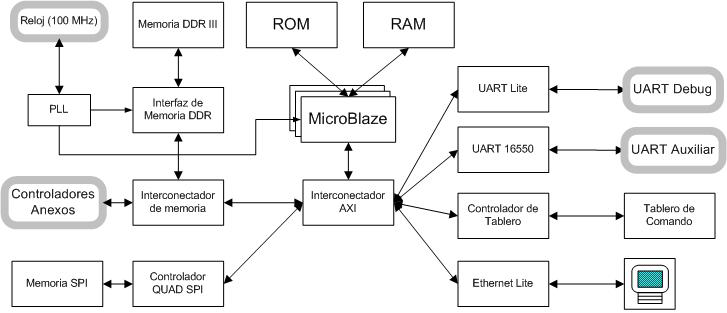 Reloj (100 MHz)
Memoria DDR III
ROM
RAM
PLL
Interfaz de
Memoria DDR
MicroBlaze
UART Lite
UART Debug
UART 16550
UART Auxiliar
Controladores
Anexos
Interconectador
de memoria
Interconectador
AXI
Controlador de
Tablero
Tablero de
Comando
Memoria SPI
Controlador
QUAD SPI
Ethernet Lite